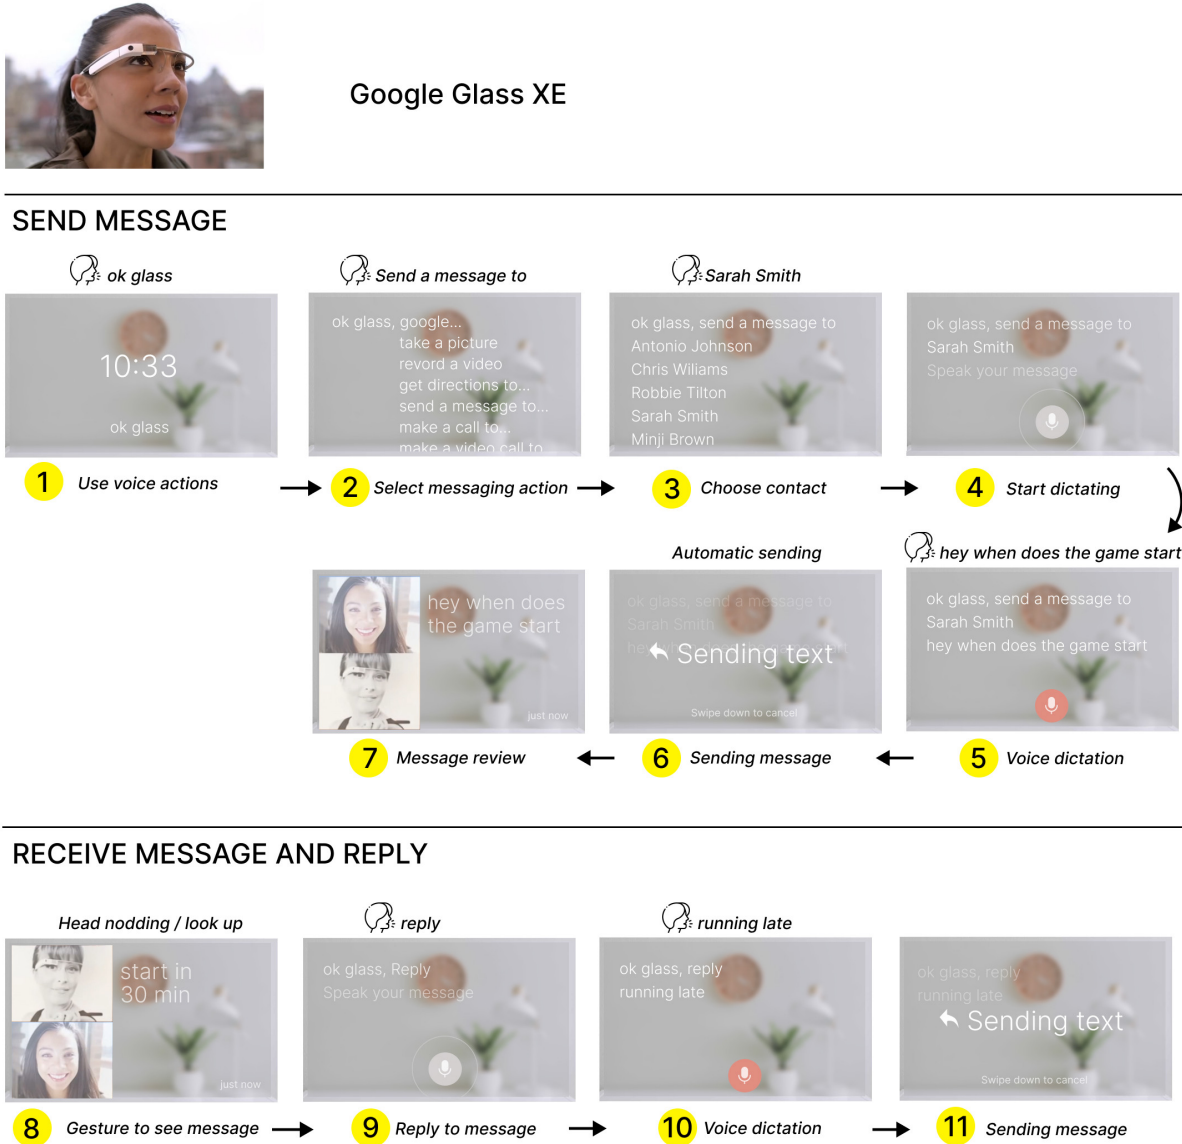 Google Glass XE
SEND MESSAGE
ok glass
10:33
ok glass
1 Use voice actions
Send a message to
ok glass, google...
take a picture
revord a video
get directions to...
send a message to...
make a call to...
make a video call to
2 Select messaging action
Sarah Smith
ok glass, send a message to
Antonio Johnson
Chris Wiliams
Robbie Tilton
Sarah Smith
Minji Brown
3 Choose contact
ok glass, send a message to
Sarah Smith
Speak your message
4 Start dictating
hey when does the game start
ok glass, send a message to
Sarah Smith
hey when does the game start
5 Voice dictation
Automatic sending
ok glass, send a message to
Sarah Smith
Sending text
Swipe down to cancel
6 Sending message
hey when does
the game start
just now
7 Message review
RECEIVE MESSAGE AND REPLY
Head nodding / look up
start in
30 min
just now
8 Gesture to see message
reply
ok glass, Reply
Speak your message
9 Reply to message
running late
ok glass, reply
running late
10 Voice dictation
ok glass, reply
running late
Sending text
Swipe down to cancel
11 Sending message